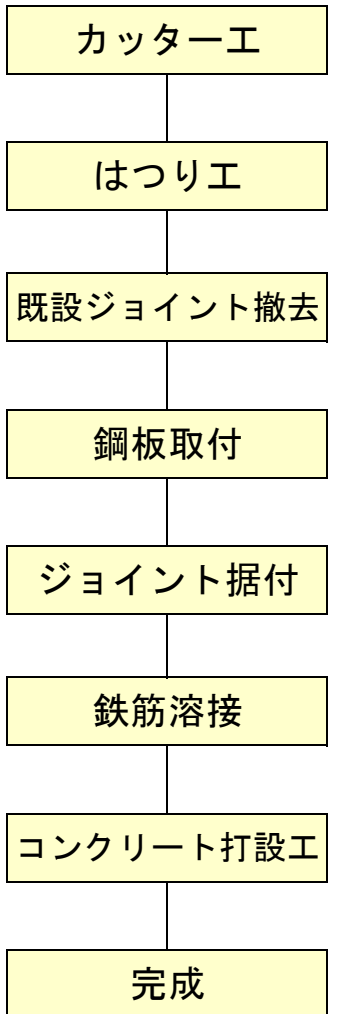 カッター工
はつり工
既設ジョイント撤去
鋼板取付
ジョイント据付
鉄筋溶接
コンクリート打設工
完成